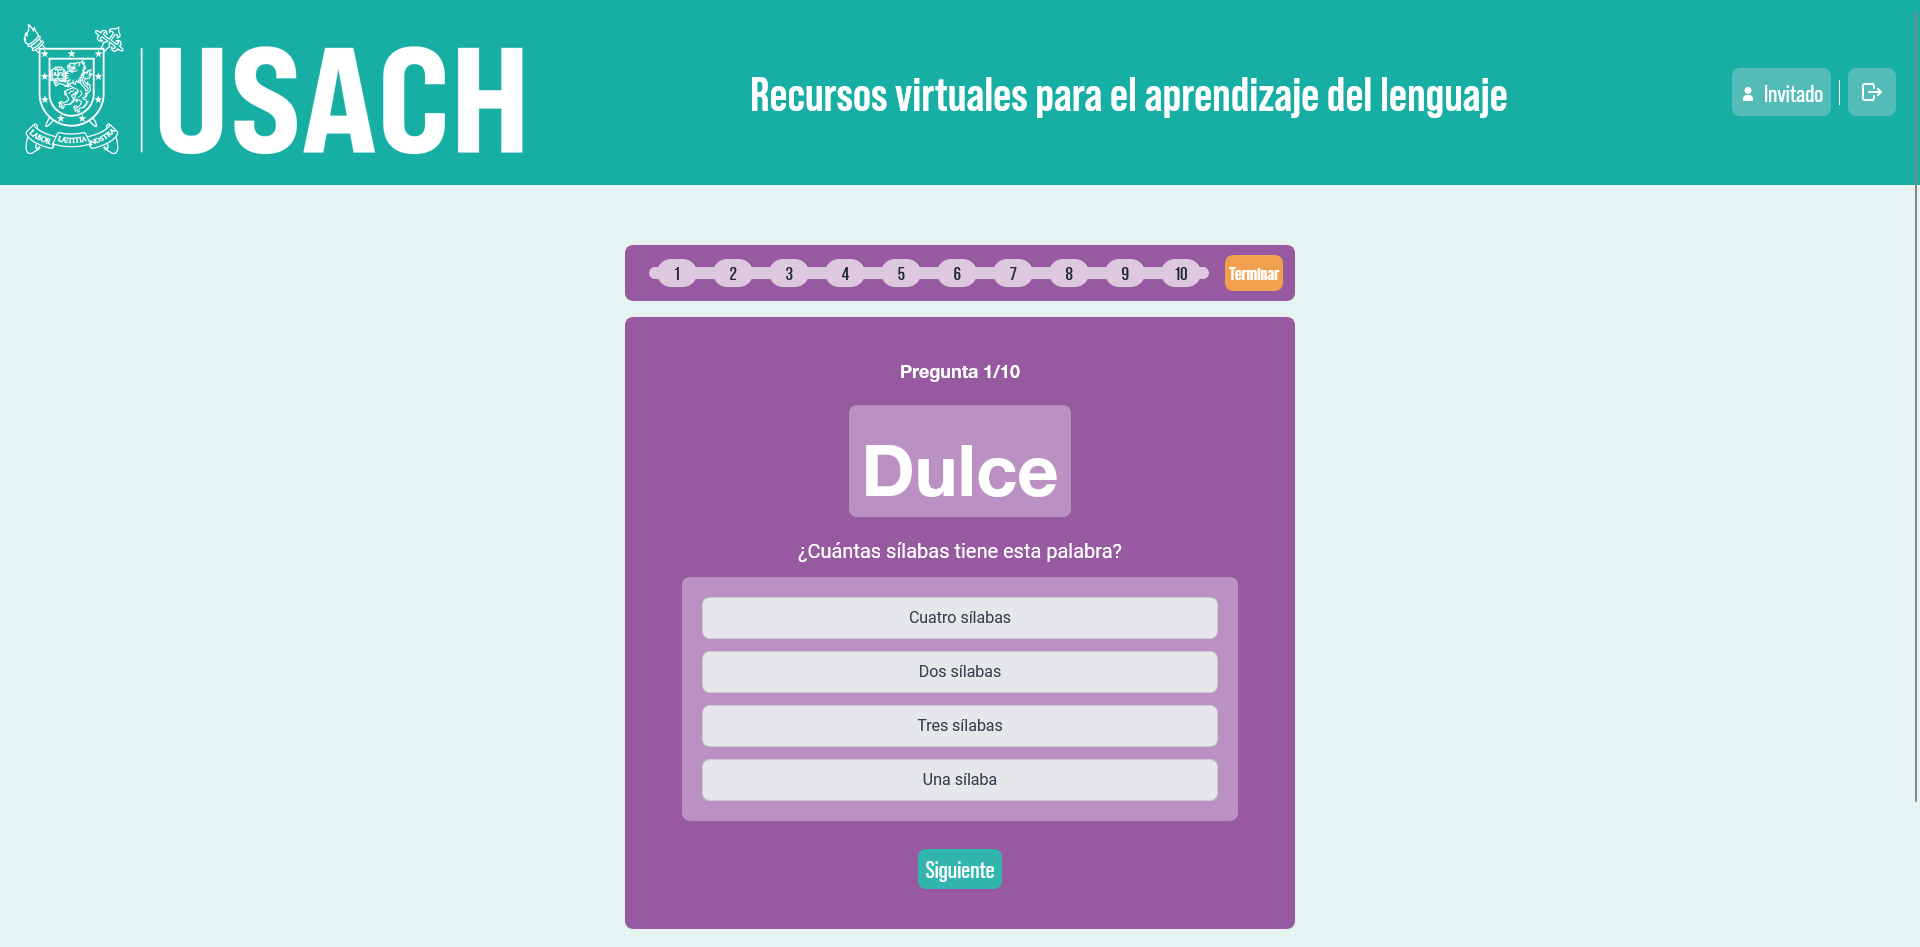 LABOR LÆTITIA NOSTRA
USACH
Recursos virtuales para el aprendizaje del lenguaje
Invitado
1 2 3 4 5 6 7 8 9 10 Terminar
Pregunta 1/10
Dulce
¿Cuántas sílabas tiene esta palabra?
Cuatro sílabas
Dos sílabas
Tres sílabas
Una sílaba
Siguiente